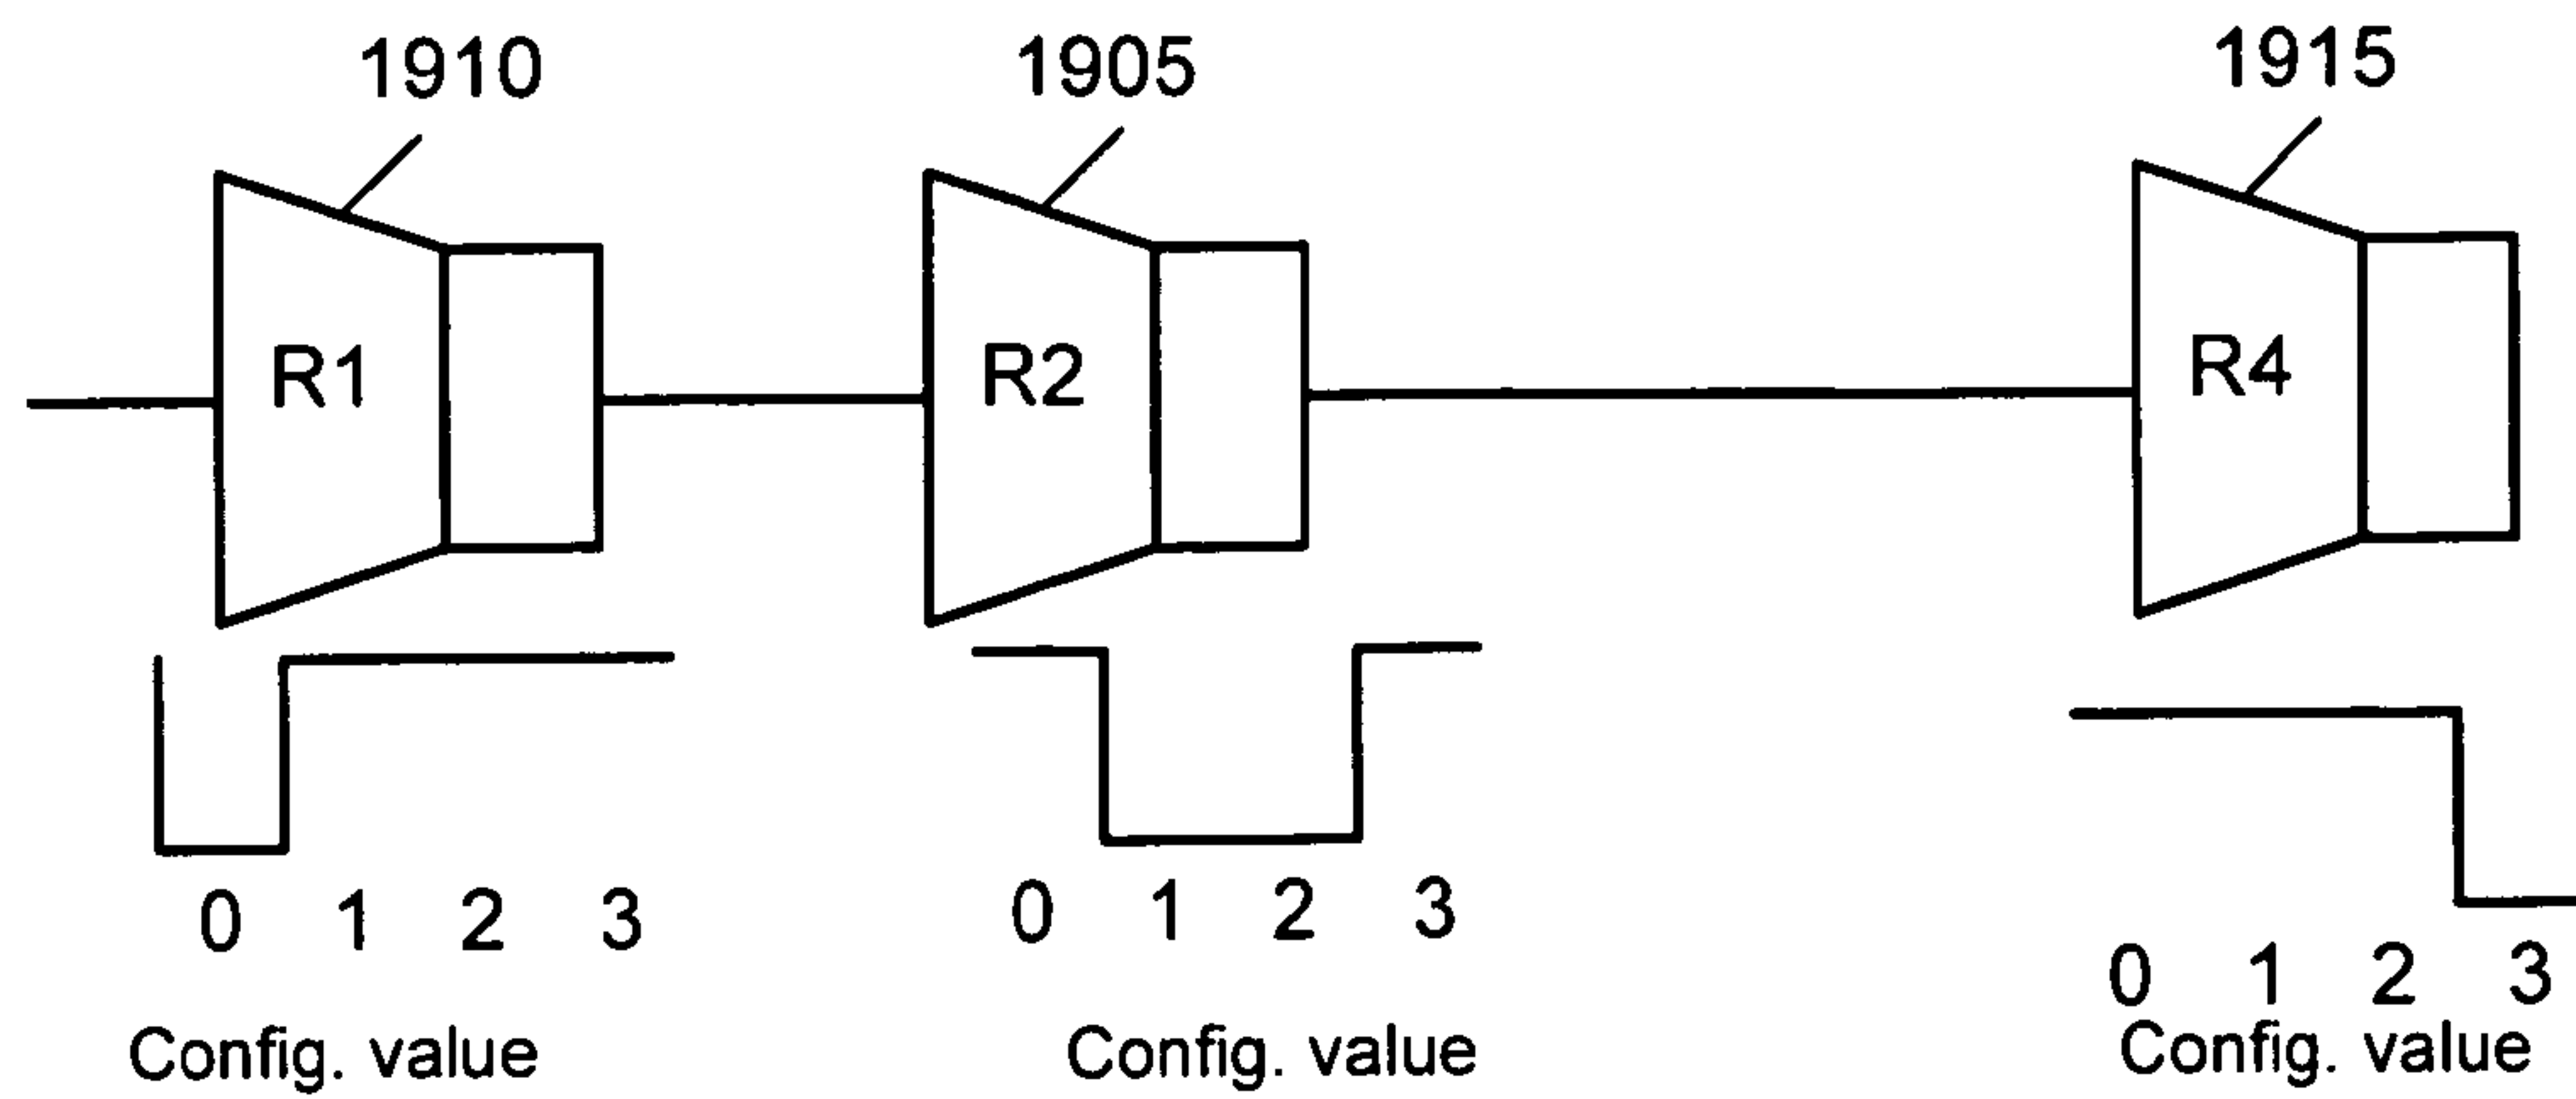 1910 1905 1915
R1 R2 R4
0 1 2 3 0 1 2 3 0 1 2 3
Config. value Config. value Config. value